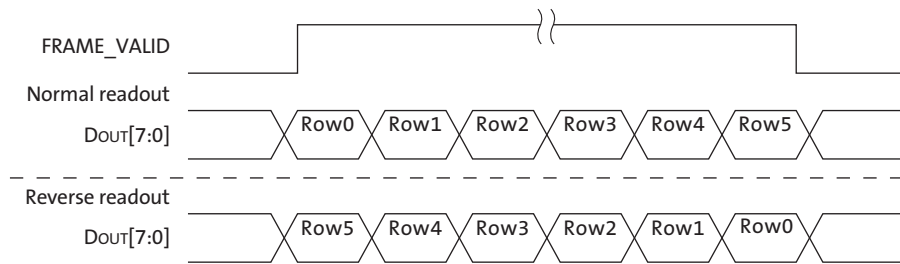 FRAME_VALID
Normal readout
DOUT[7:0] Row0 Row1 Row2 Row3 Row4 Row5
Reverse readout
DOUT[7:0] Row5 Row4 Row3 Row2 Row1 Row0